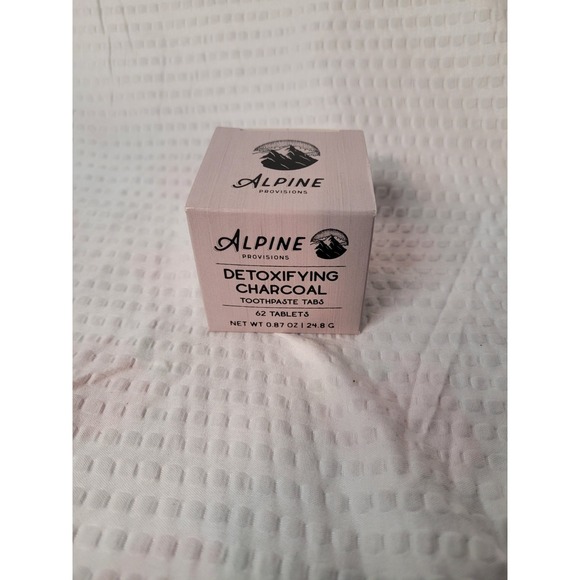 ALPINE
PROVISIONS
ALPINE
PROVISIONS
DETOXIFYING
CHARCOAL
TOOTHPASTE TABS
62 TABLETS
NET WT 0.87 OZ | 24.8 G